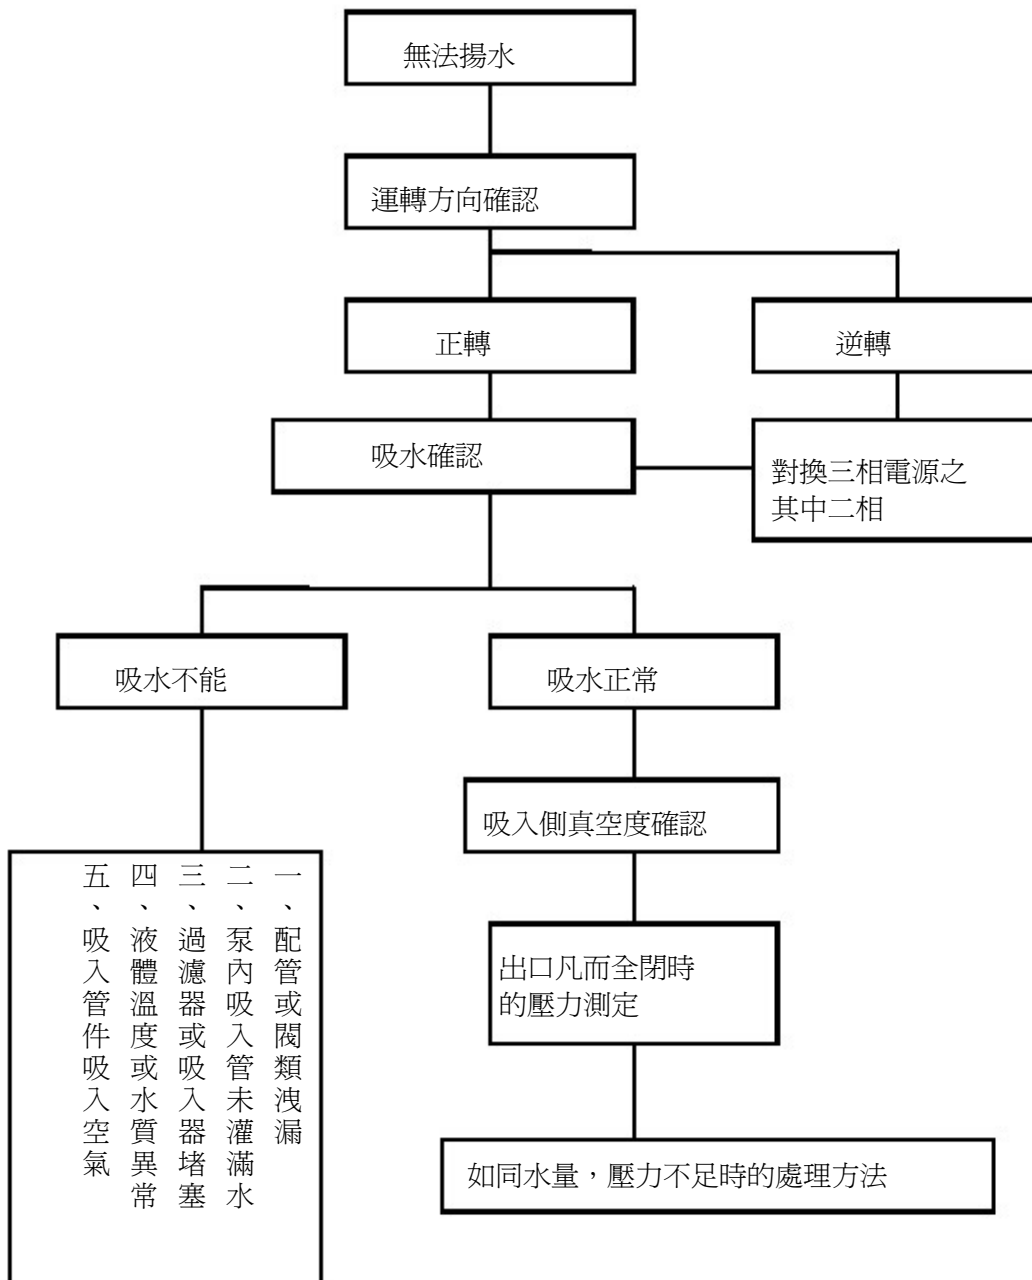 無法揚水
運轉方向確認
正轉
逆轉
吸水確認
對換三相電源之
其中二相
吸水不能
吸水正常
吸入側真空度確認
一、配管或閥類洩漏
二、泵內吸入管未灌滿水
三、過濾器或吸入器堵塞
四、液體溫度或水質異常
五、吸入管件吸入空氣
出口凡而全閉時
的壓力測定
如同水量，壓力不足時的處理方法